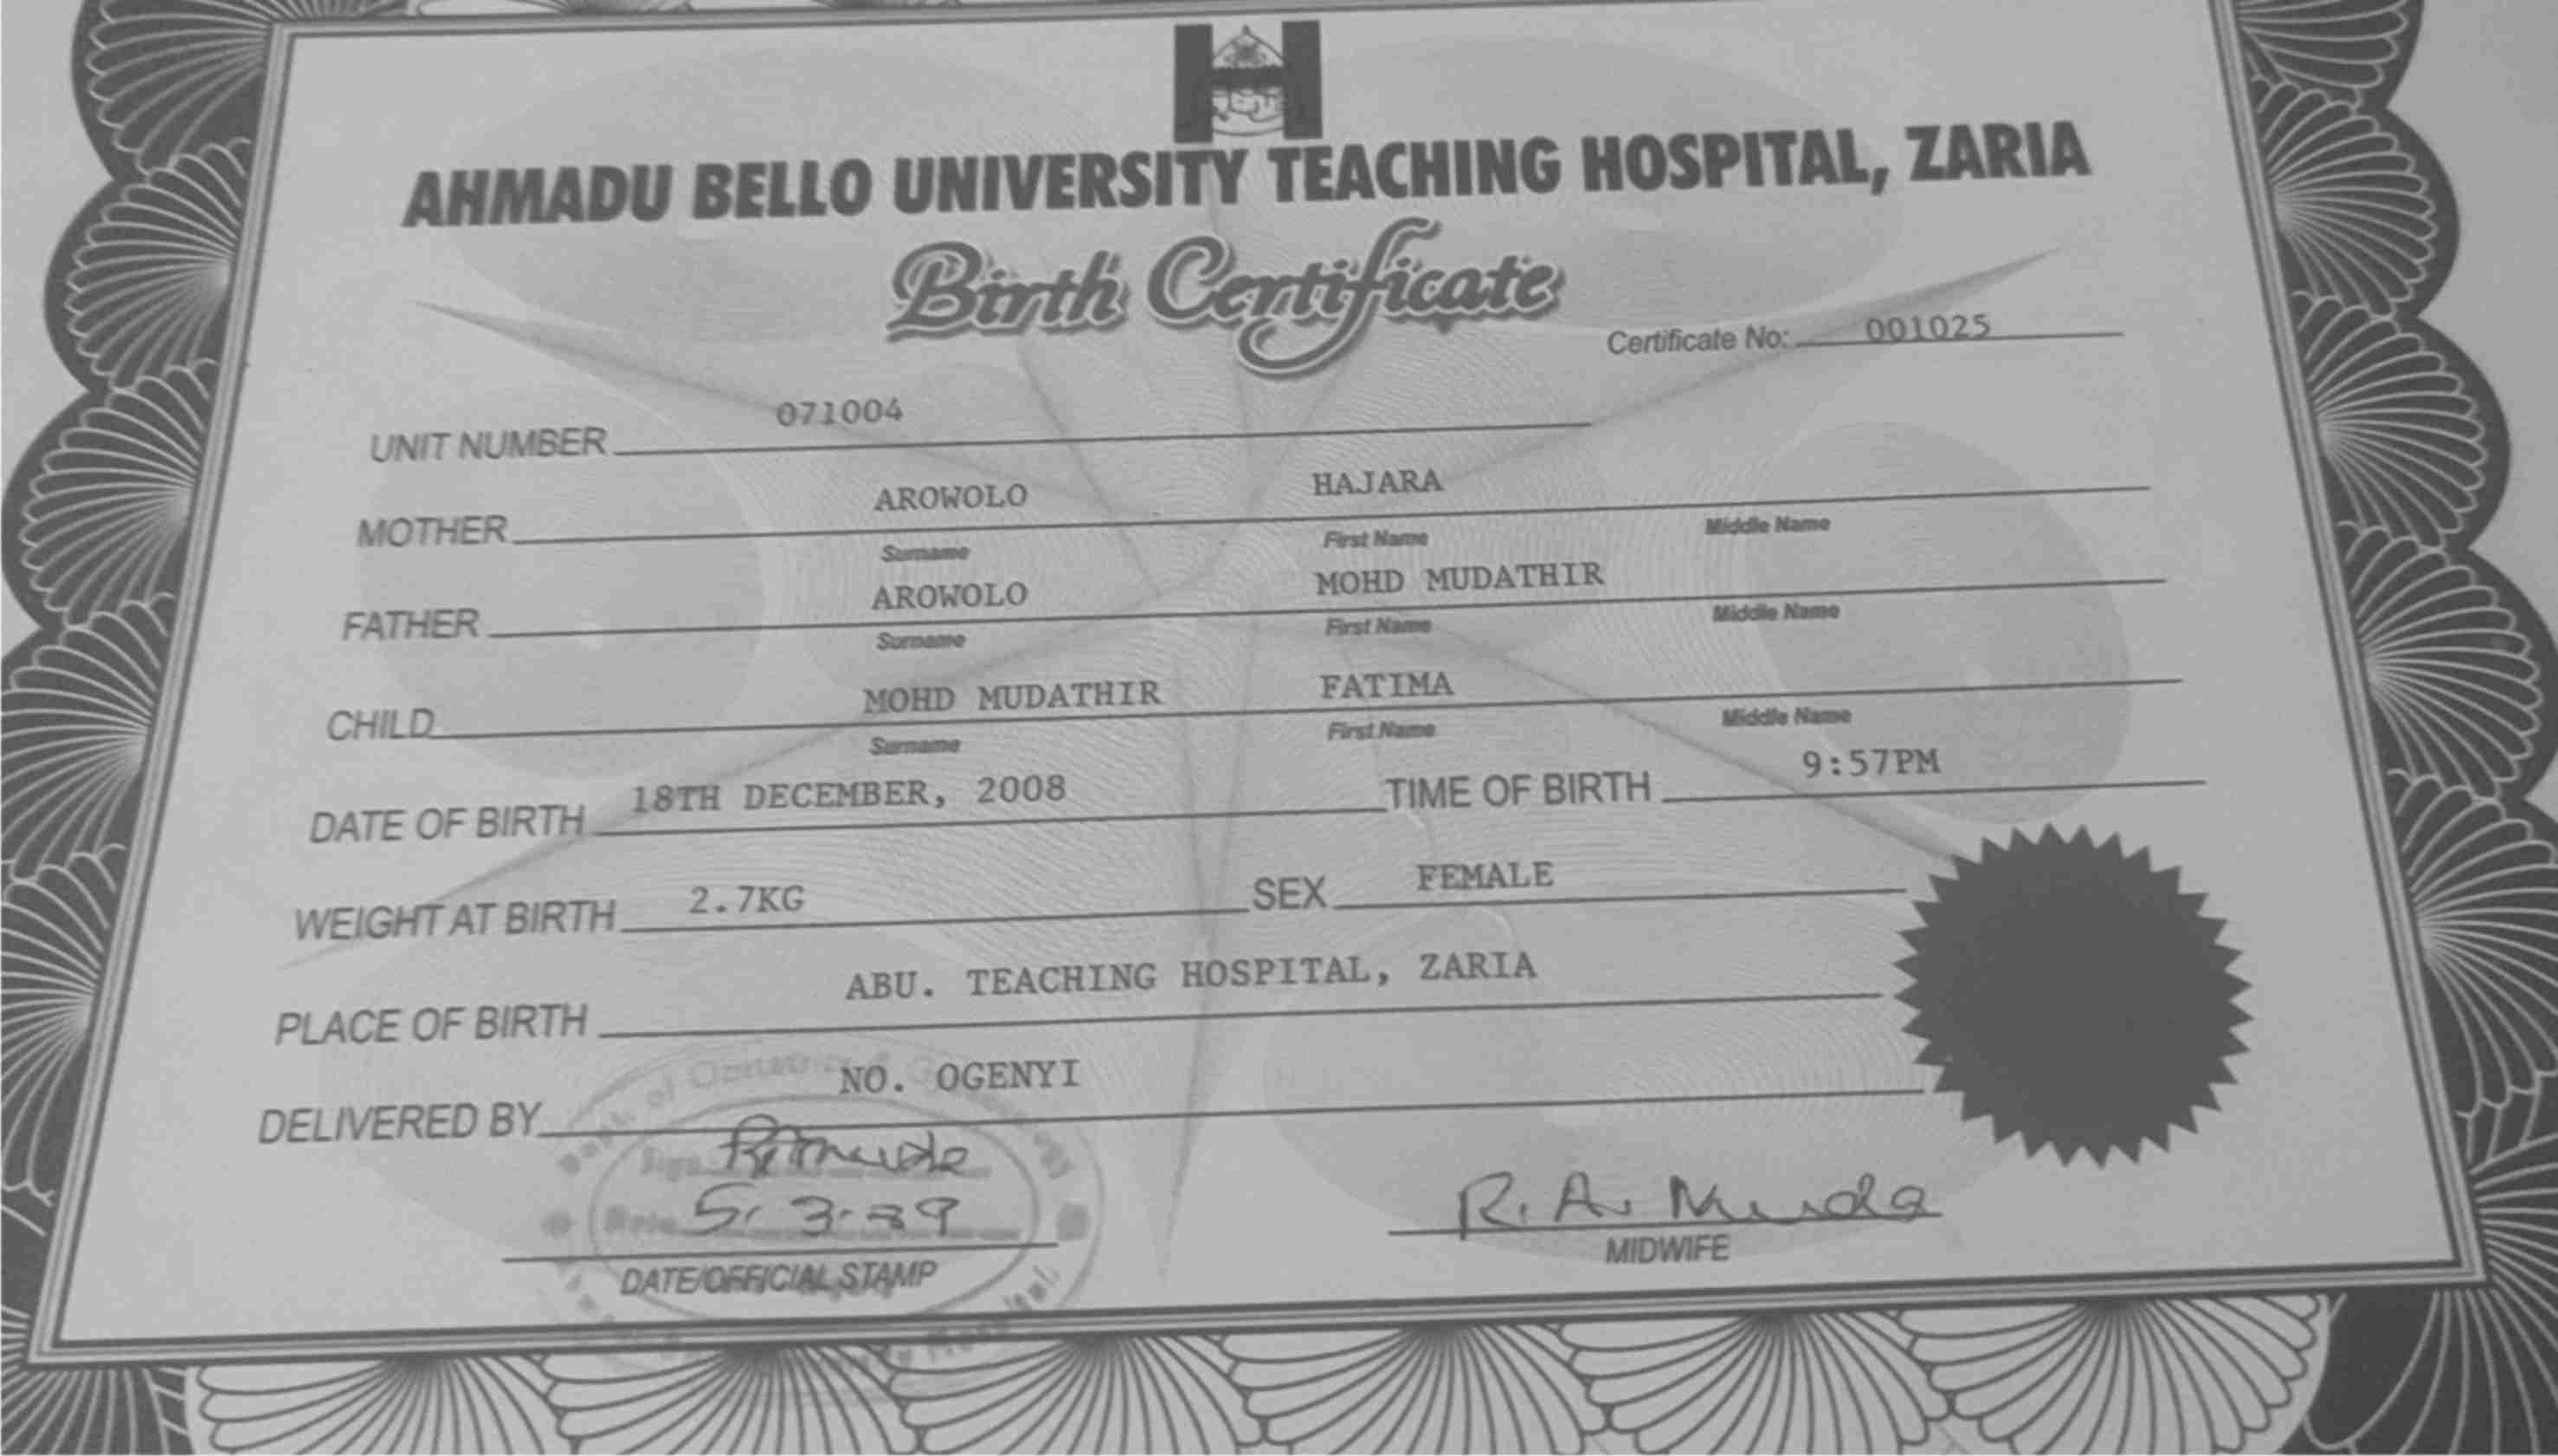 AHMADU BELLO UNIVERSITY TEACHING HOSPITAL, ZARIA
Birth Certificate
Certificate No: 001025
UNIT NUMBER 071004
MOTHER AROWOLO HAJARA
Surname First Name Middle Name
FATHER AROWOLO MOHD MUDATHIR
Surname First Name Middle Name
CHILD MOHD MUDATHIR FATIMA
Surname First Name Middle Name
DATE OF BIRTH 18TH DECEMBER, 2008 TIME OF BIRTH 9:57PM
WEIGHT AT BIRTH 2.7KG SEX FEMALE
PLACE OF BIRTH ABU. TEACHING HOSPITAL, ZARIA
DELIVERED BY NO. OGENYI
Sign
Date
R. A.
DATE/OFFICIAL STAMP
MIDWIFE